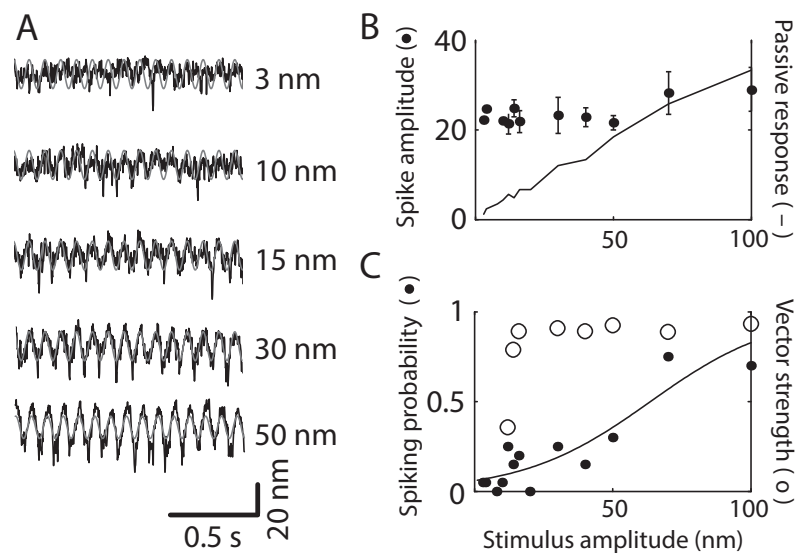 A
3 nm
10 nm
15 nm
30 nm
50 nm
20 nm
0.5 s
B
Spike amplitude (•)
40
20
0
50
100
Passive response (–)
C
Spiking probability (•)
1
0.5
0
50
100
Vector strength (o)
Stimulus amplitude (nm)